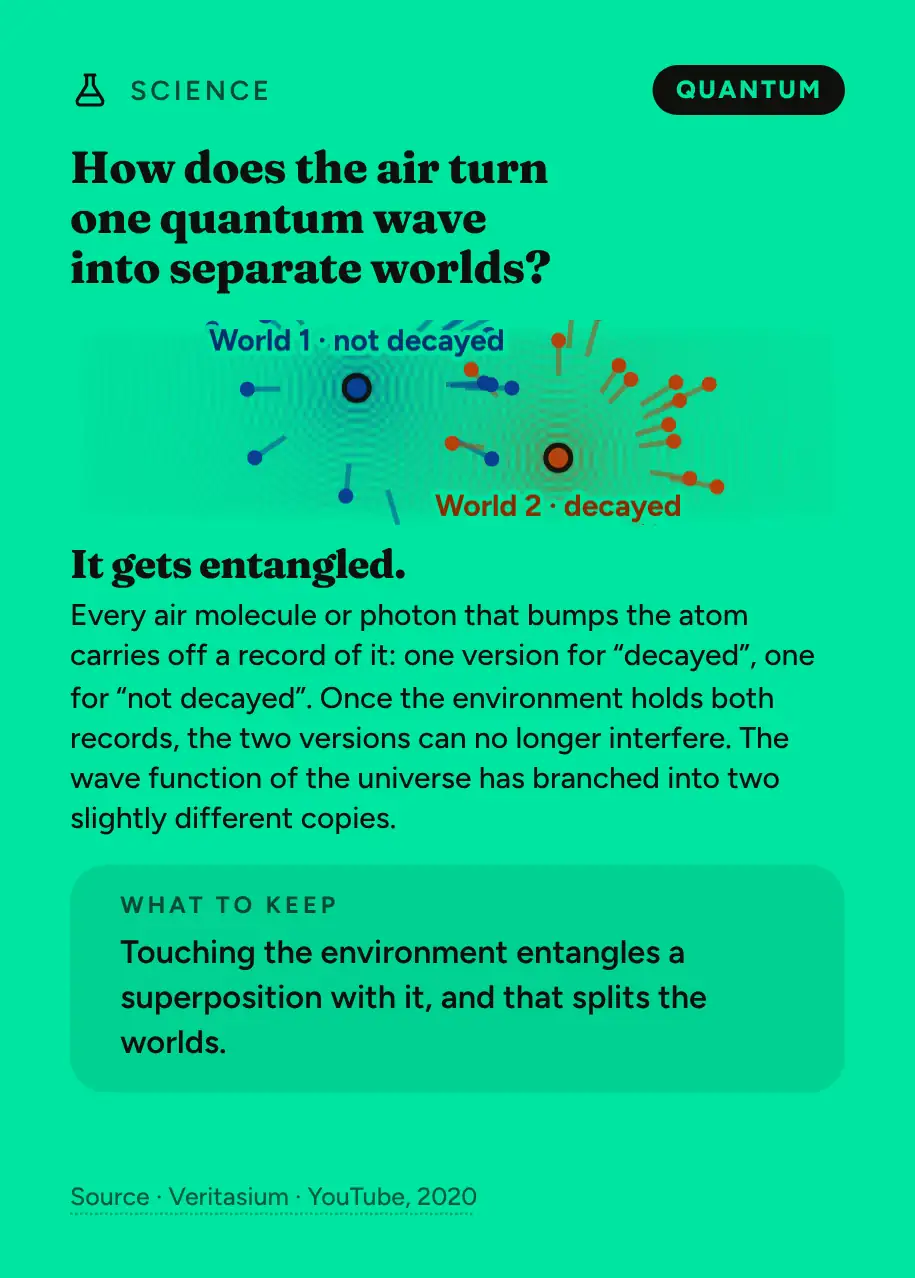 SCIENCE
QUANTUM
How does the air turn
one quantum wave
into separate worlds?
World 1 · not decayed
World 2 · decayed
It gets entangled.
Every air molecule or photon that bumps the atom
carries off a record of it: one version for “decayed”, one
for “not decayed”. Once the environment holds both
records, the two versions can no longer interfere. The
wave function of the universe has branched into two
slightly different copies.
WHAT TO KEEP
Touching the environment entangles a
superposition with it, and that splits the
worlds.
Source · Veritasium · YouTube, 2020